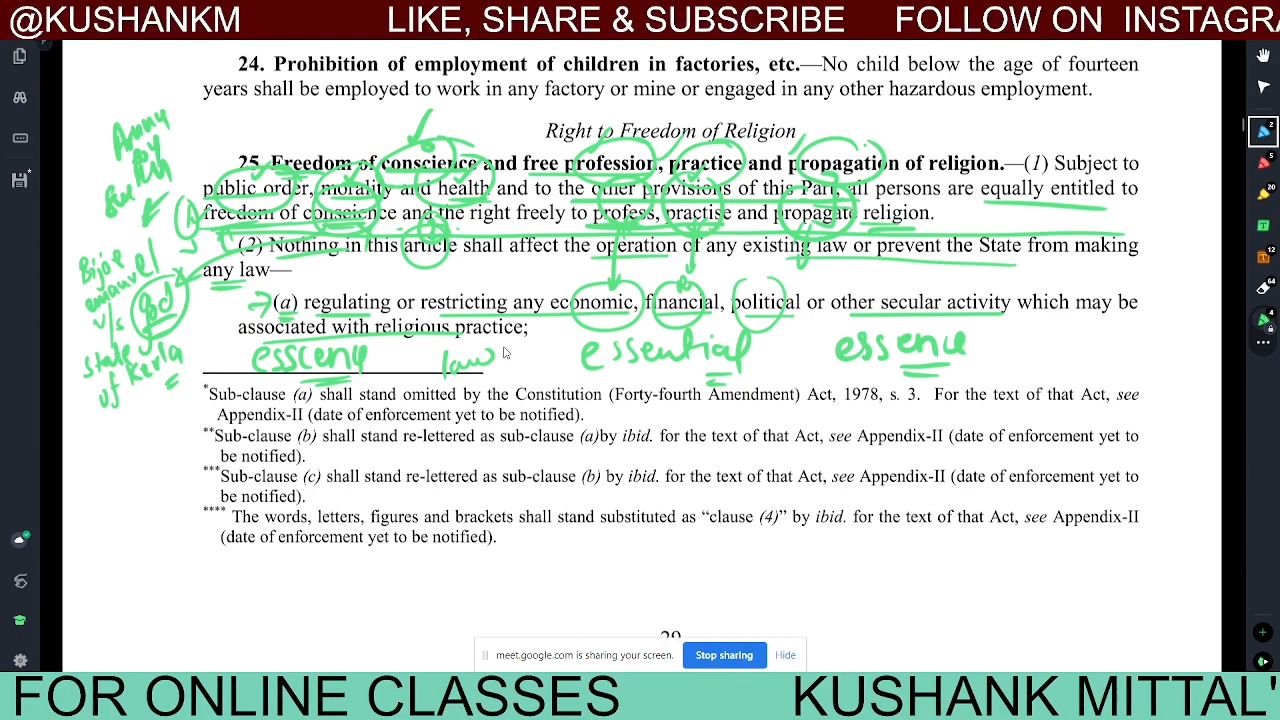 @KUSHANKM LIKE, SHARE & SUBSCRIBE FOLLOW ON INSTAGRA
24. Prohibition of employment of children in factories, etc.—No child below the age of fourteen
years shall be employed to work in any factory or mine or engaged in any other hazardous employment.
Right to Freedom of Religion
25. Freedom of conscience and free profession, practice and propagation of religion.—(1) Subject to
public order, morality and health and to the other provisions of this Part, all persons are equally entitled to
freedom of conscience and the right freely to profess, practise and propagate religion.
(2) Nothing in this article shall affect the operation of any existing law or prevent the State from making
any law—
(a) regulating or restricting any economic, financial, political or other secular activity which may be
associated with religious practice;
esscene law essential essence
Bijoe
emanuel
v/s
state
of Kerla
god
*Sub-clause (a) shall stand omitted by the Constitution (Forty-fourth Amendment) Act, 1978, s. 3. For the text of that Act, see
Appendix-II (date of enforcement yet to be notified).
**Sub-clause (b) shall stand re-lettered as sub-clause (a)by ibid. for the text of that Act, see Appendix-II (date of enforcement yet to
be notified).
***Sub-clause (c) shall stand re-lettered as sub-clause (b) by ibid. for the text of that Act, see Appendix-II (date of enforcement yet to
be notified).
**** The words, letters, figures and brackets shall stand substituted as “clause (4)” by ibid. for the text of that Act, see Appendix-II
(date of enforcement yet to be notified).
meet.google.com is sharing your screen. Stop sharing Hide
FOR ONLINE CLASSES KUSHANK MITTAL'